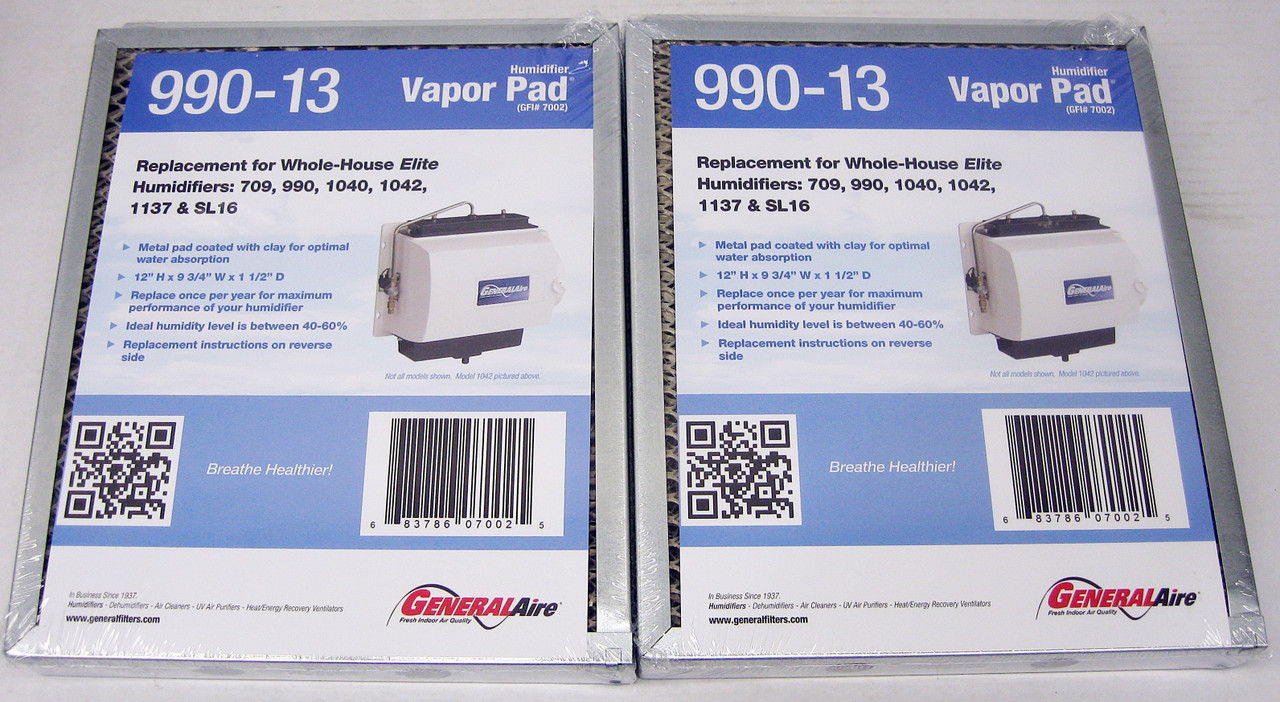 990-13
Humidifier
Vapor Pad®
(GFI# 7002)
Replacement for Whole-House Elite
Humidifiers: 709, 990, 1040, 1042,
1137 & SL16
Metal pad coated with clay for optimal
water absorption
12” H x 9 3/4” W x 1 1/2” D
Replace once per year for maximum
performance of your humidifier
Ideal humidity level is between 40-60%
Replacement instructions on reverse
side
GENERALAire
Not all models shown. Model 1042 pictured above.
Breathe Healthier!
6 83786 07002 5
In Business Since 1937.
Humidifiers - Dehumidifiers - Air Cleaners - UV Air Purifiers - Heat/Energy Recovery Ventilators
www.generalfilters.com
GENERALAire®
Fresh Indoor Air Quality
990-13
Humidifier
Vapor Pad®
(GFI# 7002)
Replacement for Whole-House Elite
Humidifiers: 709, 990, 1040, 1042,
1137 & SL16
Metal pad coated with clay for optimal
water absorption
12” H x 9 3/4” W x 1 1/2” D
Replace once per year for maximum
performance of your humidifier
Ideal humidity level is between 40-60%
Replacement instructions on reverse
side
GENERALAire
Not all models shown. Model 1042 pictured above.
Breathe Healthier!
6 83786 07002 5
In Business Since 1937.
Humidifiers - Dehumidifiers - Air Cleaners - UV Air Purifiers - Heat/Energy Recovery Ventilators
www.generalfilters.com
GENERALAire®
Fresh Indoor Air Quality